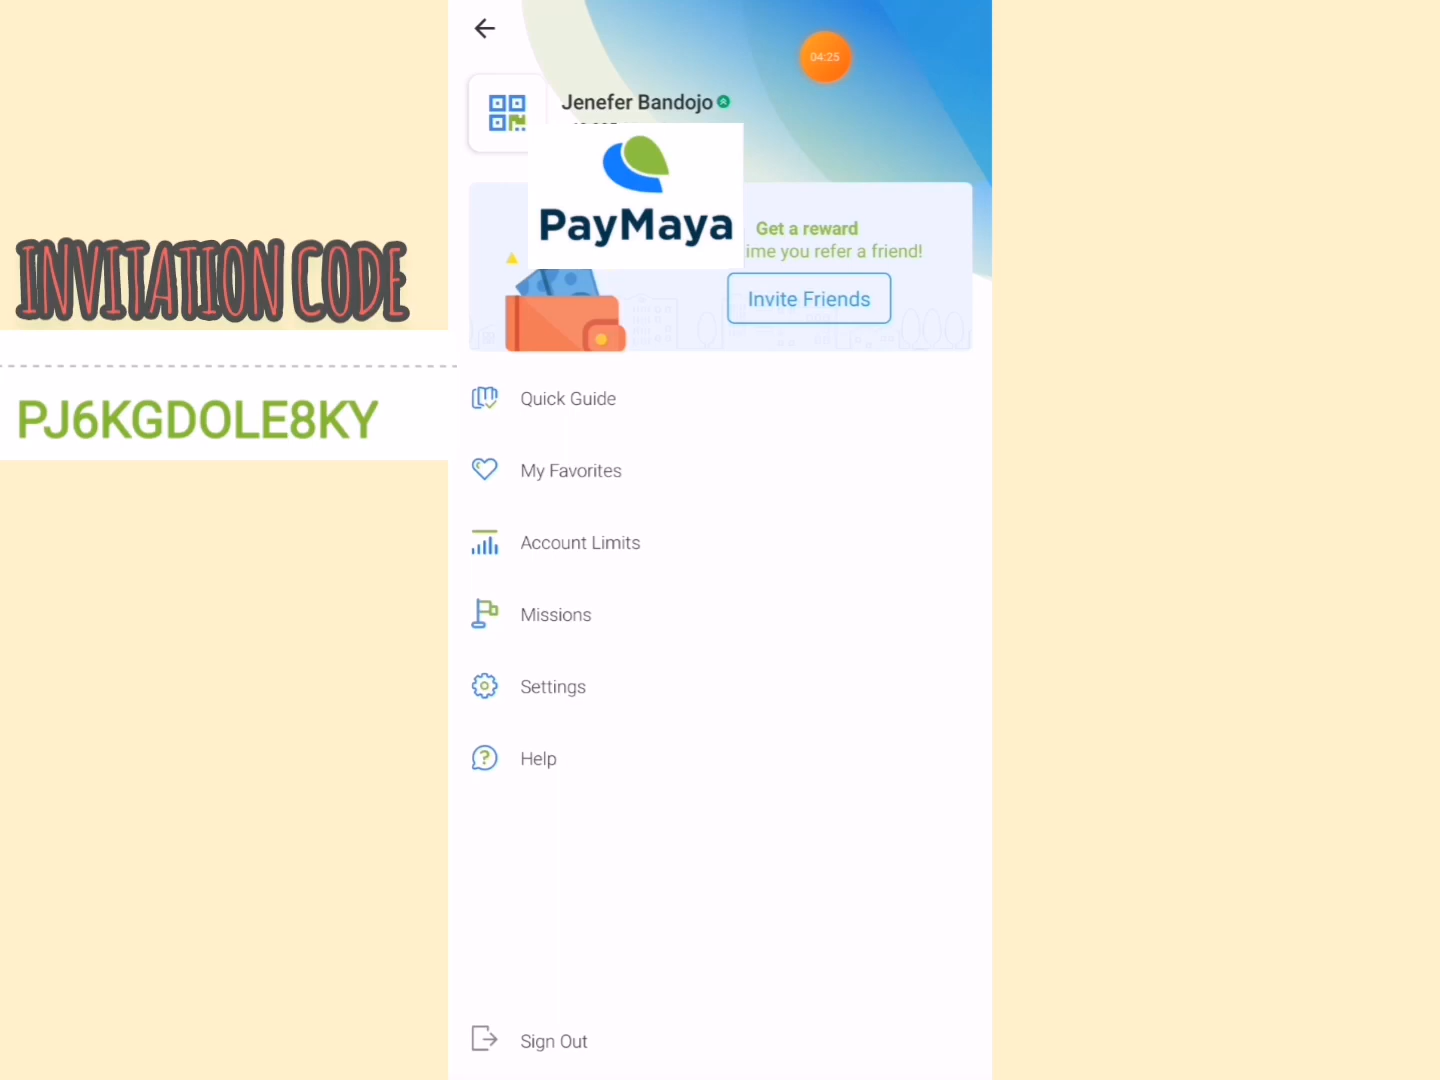 04:25
Jenefer Bandojo
PayMaya
Get a reward
ime you refer a friend!
Invite Friends
INVITATION CODE
PJ6KGDOLE8KY
Quick Guide
My Favorites
Account Limits
Missions
Settings
Help
Sign Out